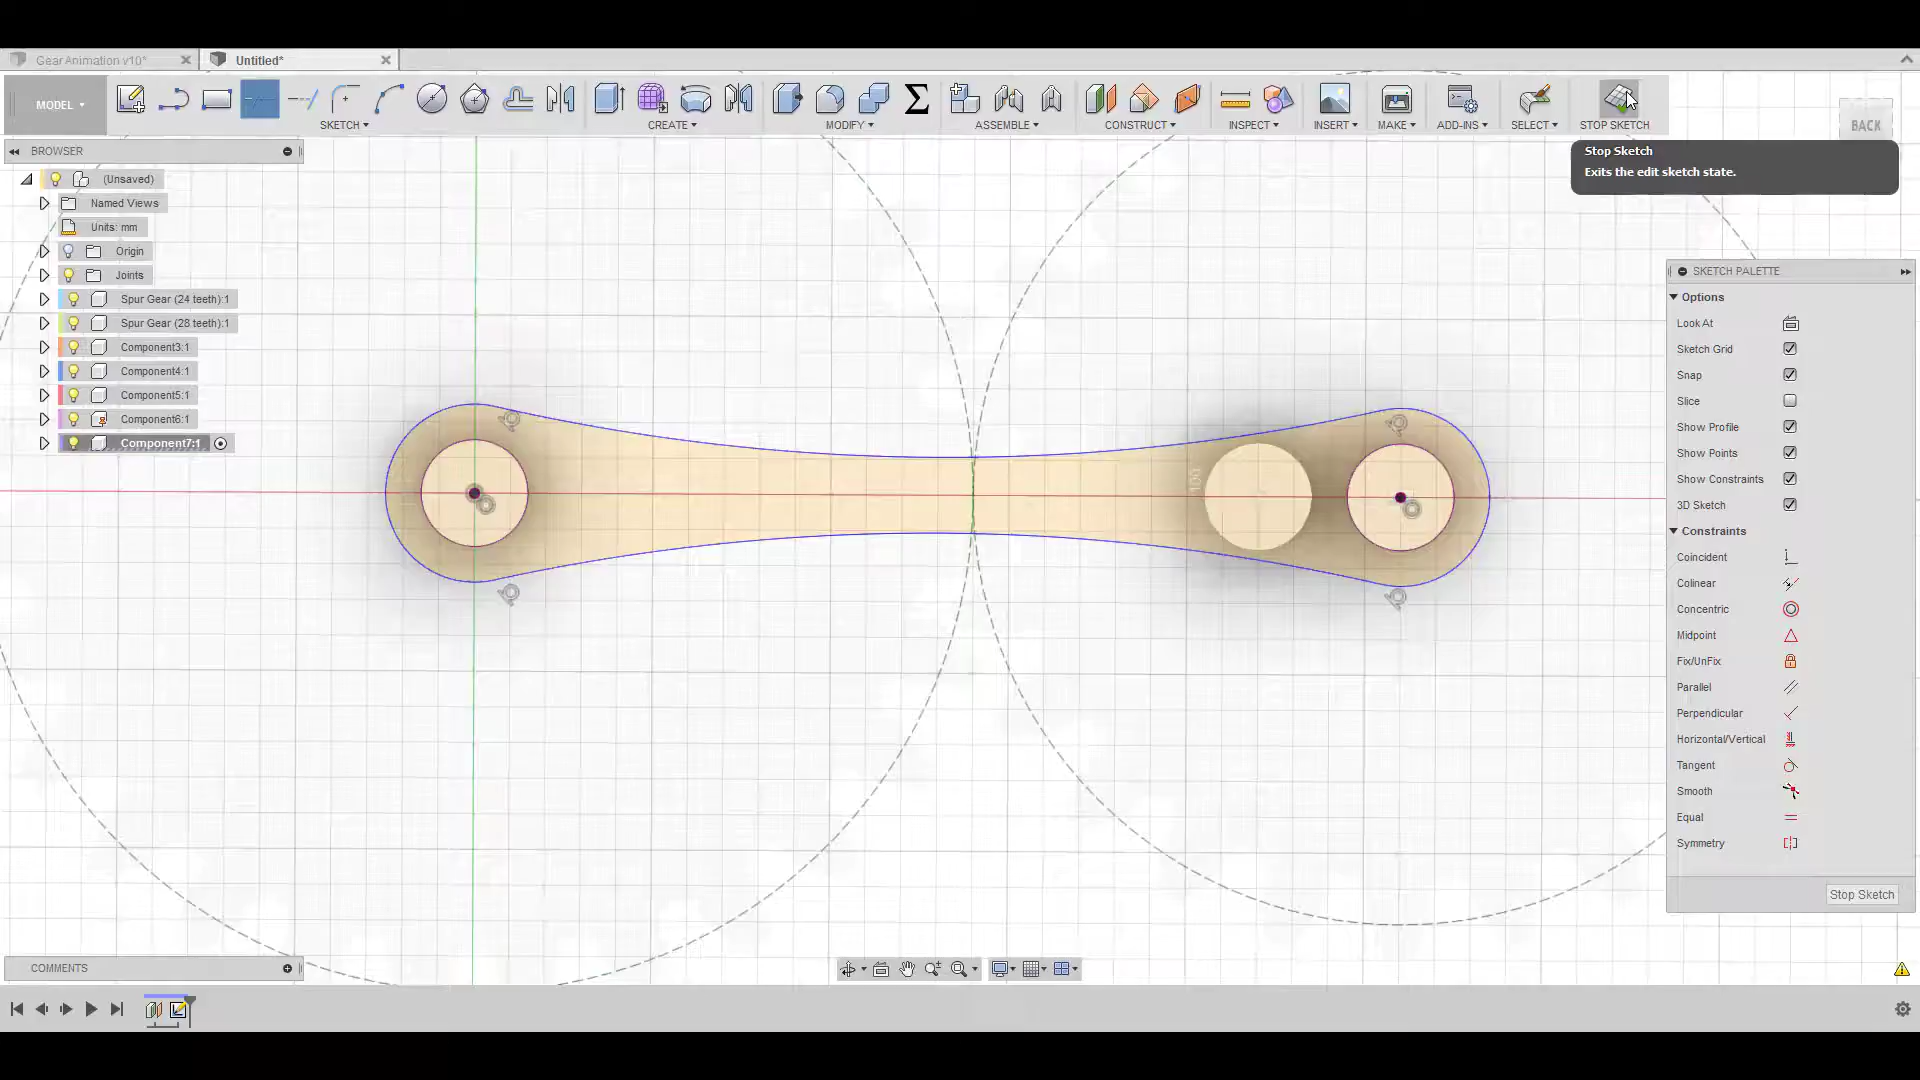 Gear Animation v10*
Untitled*
MODEL
SKETCH
CREATE
MODIFY
ASSEMBLE
CONSTRUCT
INSPECT
INSERT
MAKE
ADD-INS
SELECT
STOP SKETCH
BACK
Stop Sketch
Exits the edit sketch state.
BROWSER
(Unsaved)
Named Views
Units: mm
Origin
Joints
Spur Gear (24 teeth):1
Spur Gear (28 teeth):1
Component3:1
Component4:1
Component5:1
Component6:1
Component7:1
100
SKETCH PALETTE
Options
Look At
Sketch Grid
Snap
Slice
Show Profile
Show Points
Show Constraints
3D Sketch
Constraints
Coincident
Colinear
Concentric
Midpoint
Fix/UnFix
Parallel
Perpendicular
Horizontal/Vertical
Tangent
Smooth
Equal
Symmetry
Stop Sketch
COMMENTS